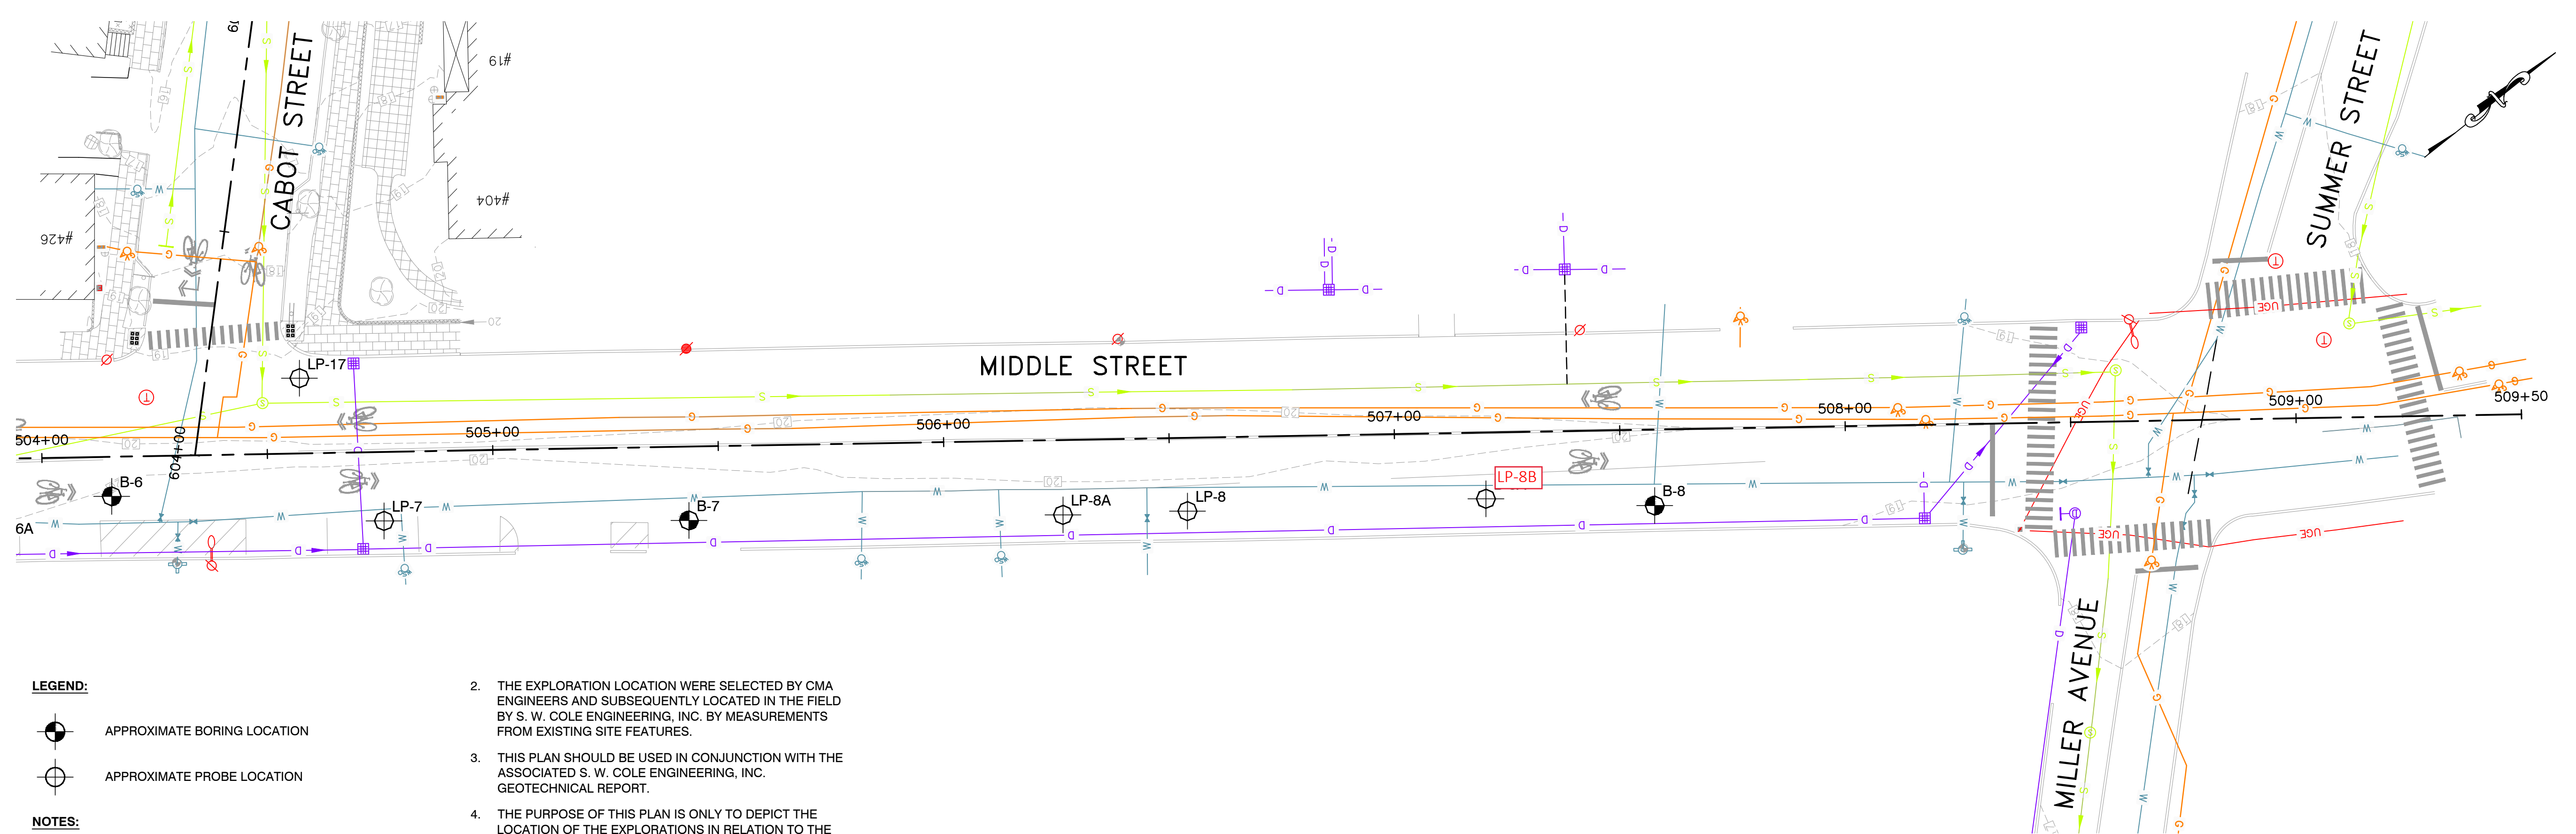 CABOT STREET
SUMMER STREET
MIDDLE STREET
MILLER AVENUE
#19
#404
#426
604+00
504+00
505+00
506+00
507+00
508+00
509+00
509+50
LP-17
B-6
6A
LP-7
B-7
LP-8A
LP-8
LP-8B
B-8
UGE
UGE
UGE
UGE
UGE
LEGEND:
APPROXIMATE BORING LOCATION
APPROXIMATE PROBE LOCATION
NOTES:
2. THE EXPLORATION LOCATION WERE SELECTED BY CMA
ENGINEERS AND SUBSEQUENTLY LOCATED IN THE FIELD
BY S. W. COLE ENGINEERING, INC. BY MEASUREMENTS
FROM EXISTING SITE FEATURES.
3. THIS PLAN SHOULD BE USED IN CONJUNCTION WITH THE
ASSOCIATED S. W. COLE ENGINEERING, INC.
GEOTECHNICAL REPORT.
4. THE PURPOSE OF THIS PLAN IS ONLY TO DEPICT THE
LOCATION OF THE EXPLORATIONS IN RELATION TO THE